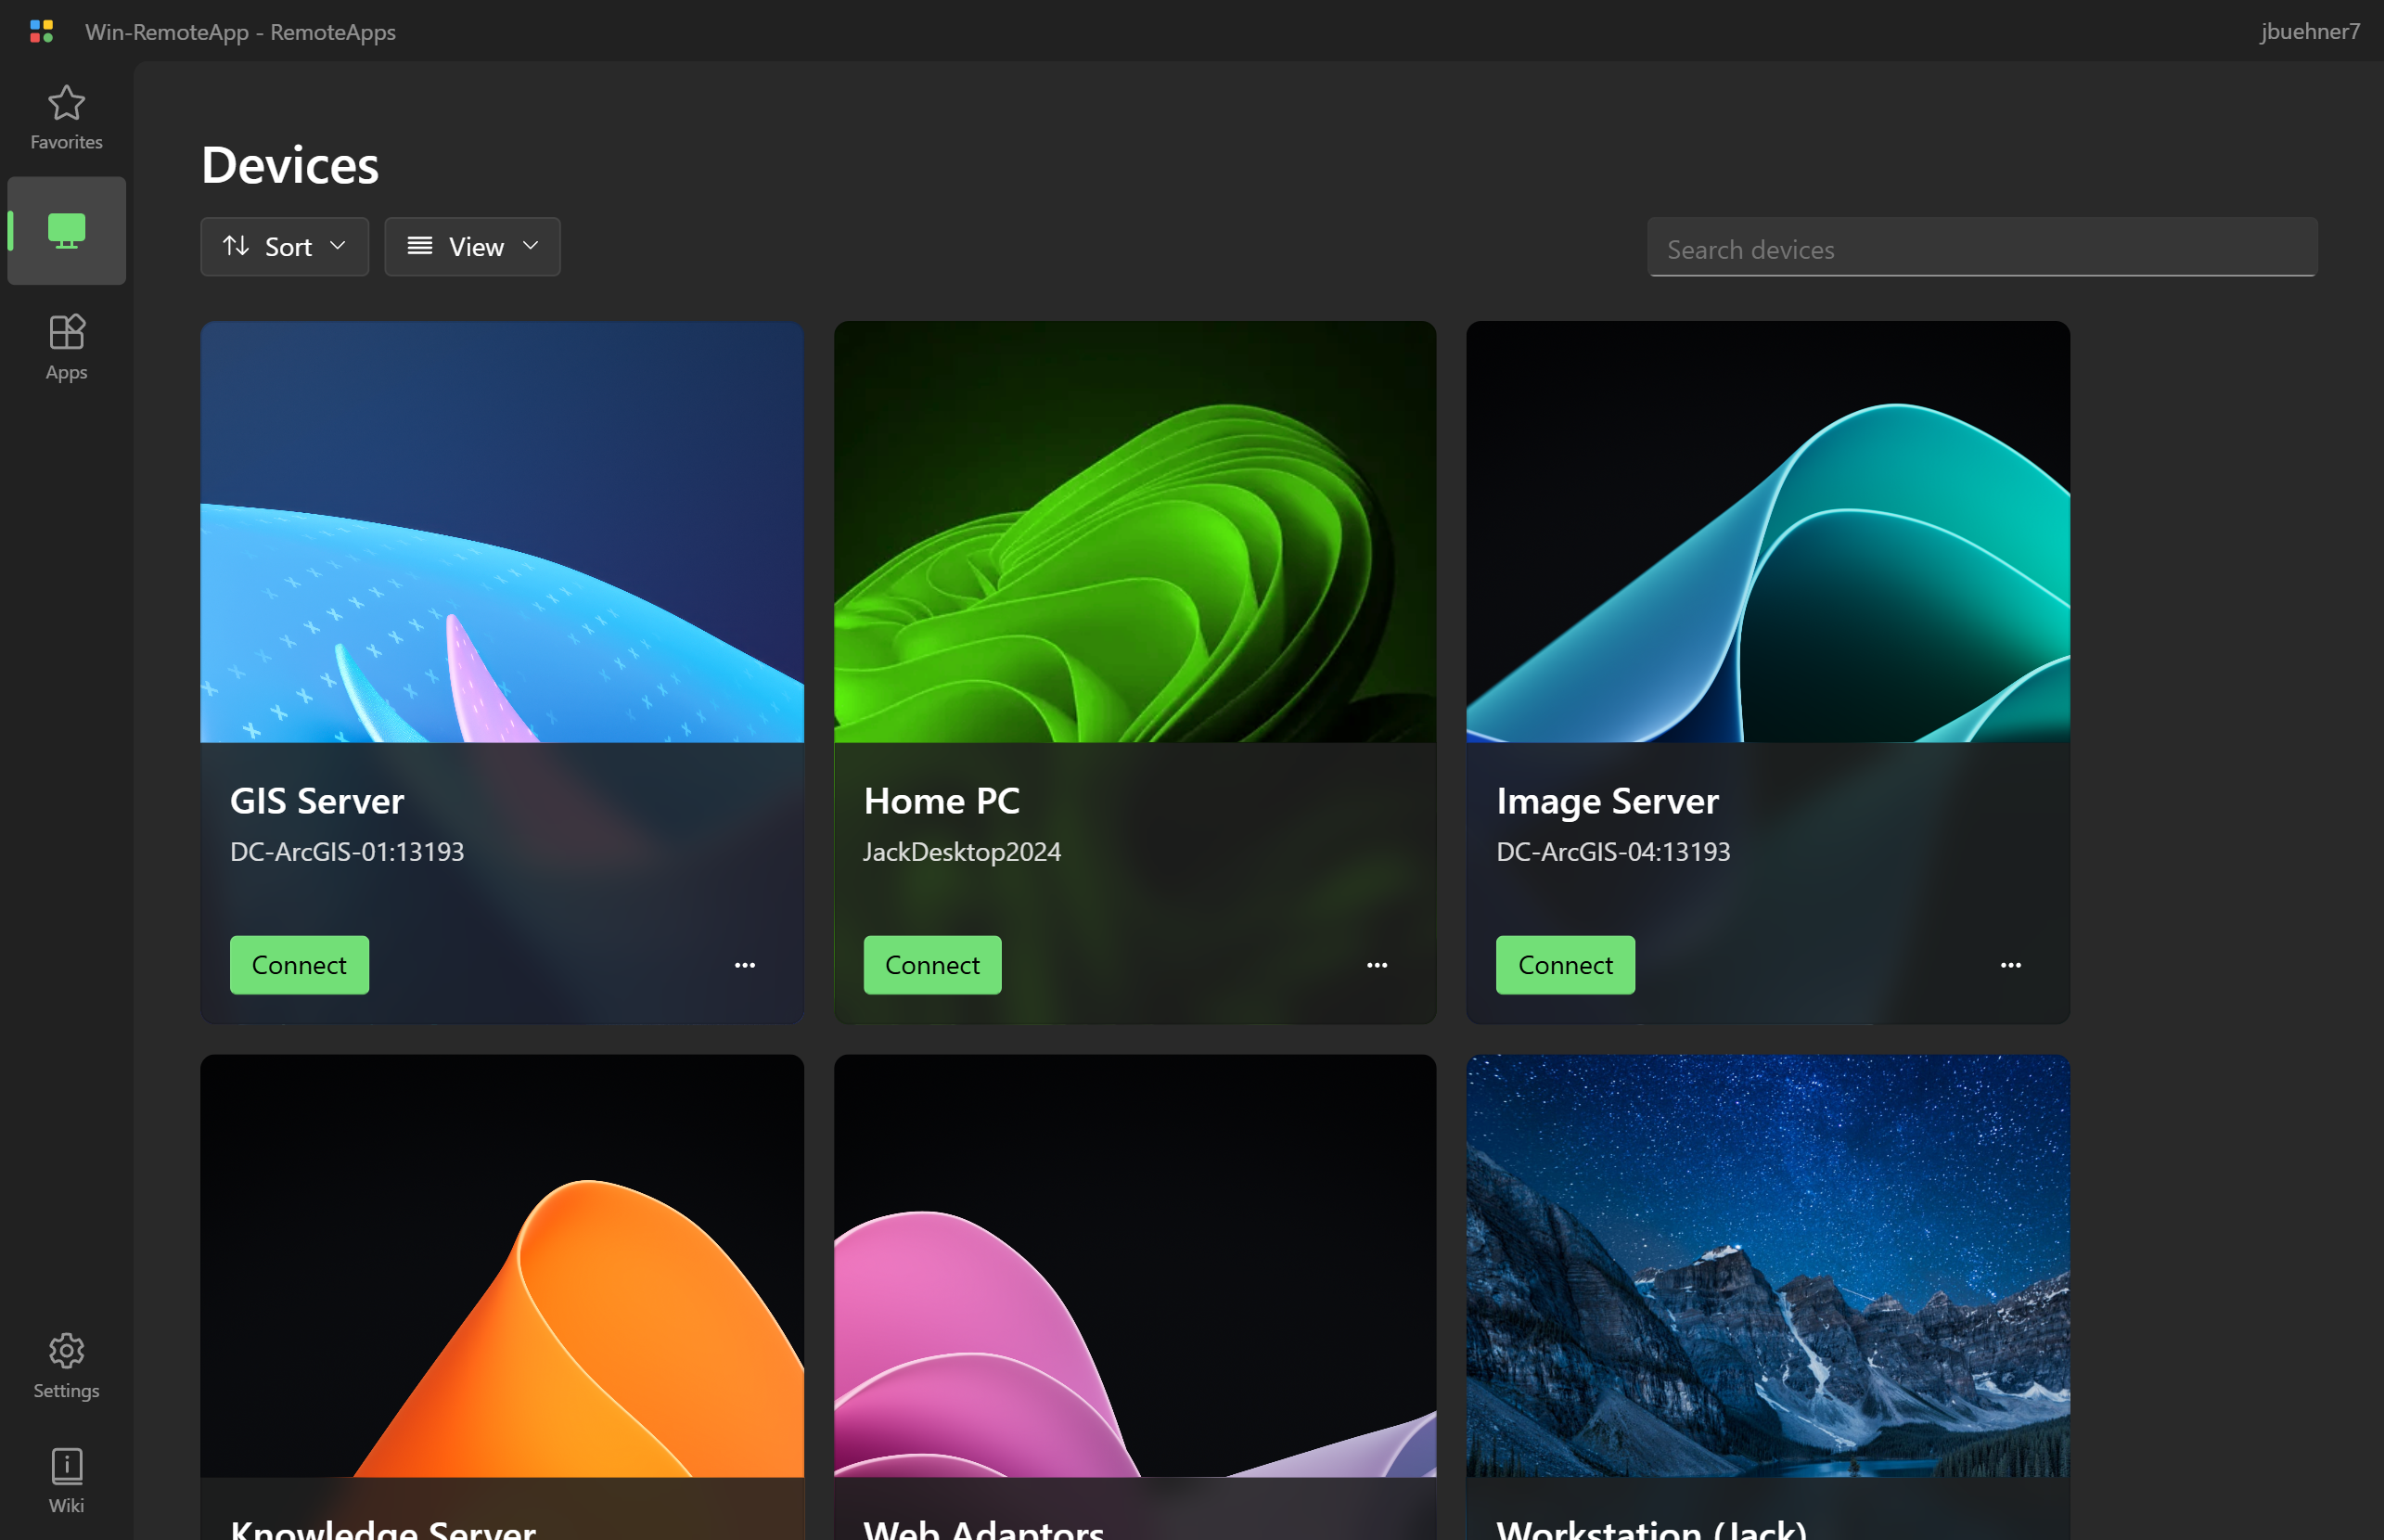 Win-RemoteApp - RemoteApps
jbuehner7
Favorites
Apps
Settings
Wiki
Devices
Sort
View
Search devices
GIS Server
DC-ArcGIS-01:13193
Connect
Home PC
JackDesktop2024
Connect
Image Server
DC-ArcGIS-04:13193
Connect
Knowledge Server
Web Adaptors
Workstation (Jack)